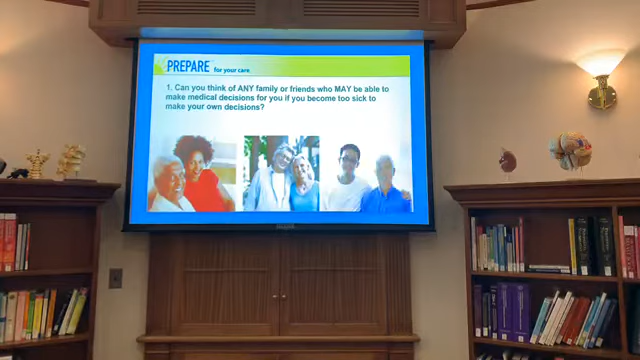 PREPARE for your care
1. Can you think of ANY family or friends who MAY be able to
make medical decisions for you if you become too sick to
make your own decisions?